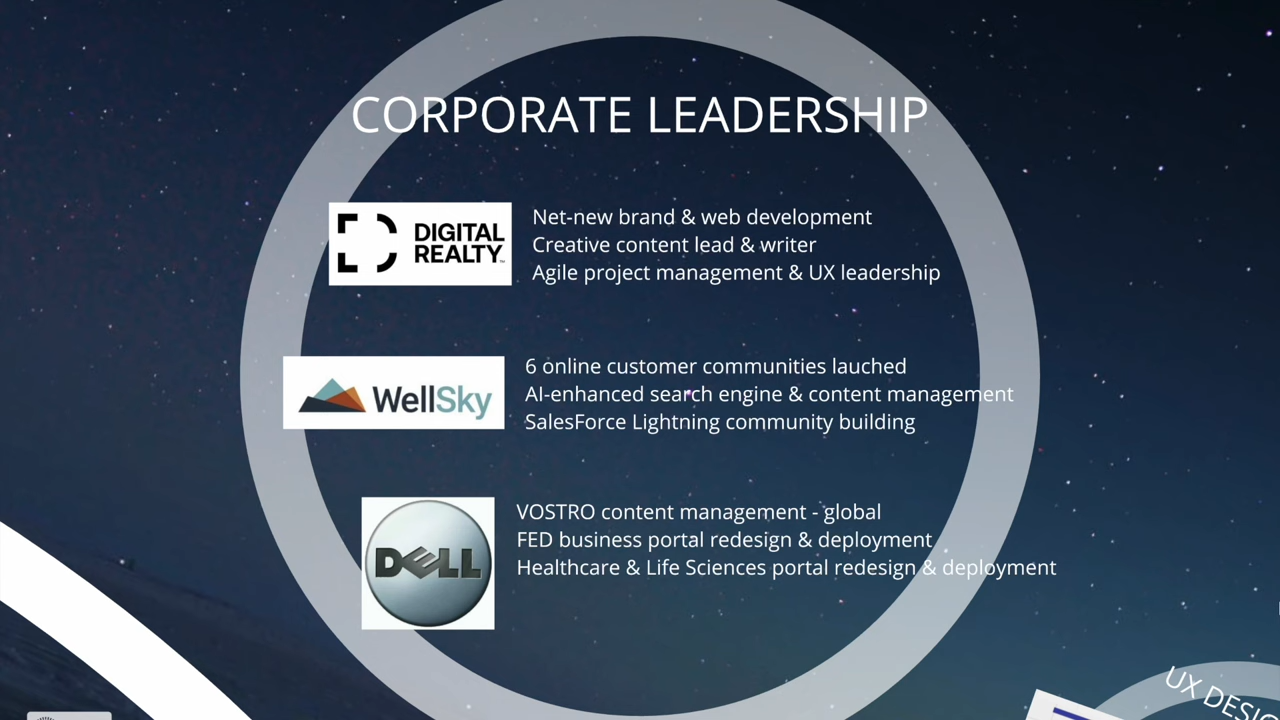 CORPORATE LEADERSHIP
DIGITAL
REALTY
Net-new brand & web development
Creative content lead & writer
Agile project management & UX leadership
WellSky
6 online customer communities lauched
AI-enhanced search engine & content management
SalesForce Lightning community building
DELL
VOSTRO content management - global
FED business portal redesign & deployment
Healthcare & Life Sciences portal redesign & deployment
UX DESIG